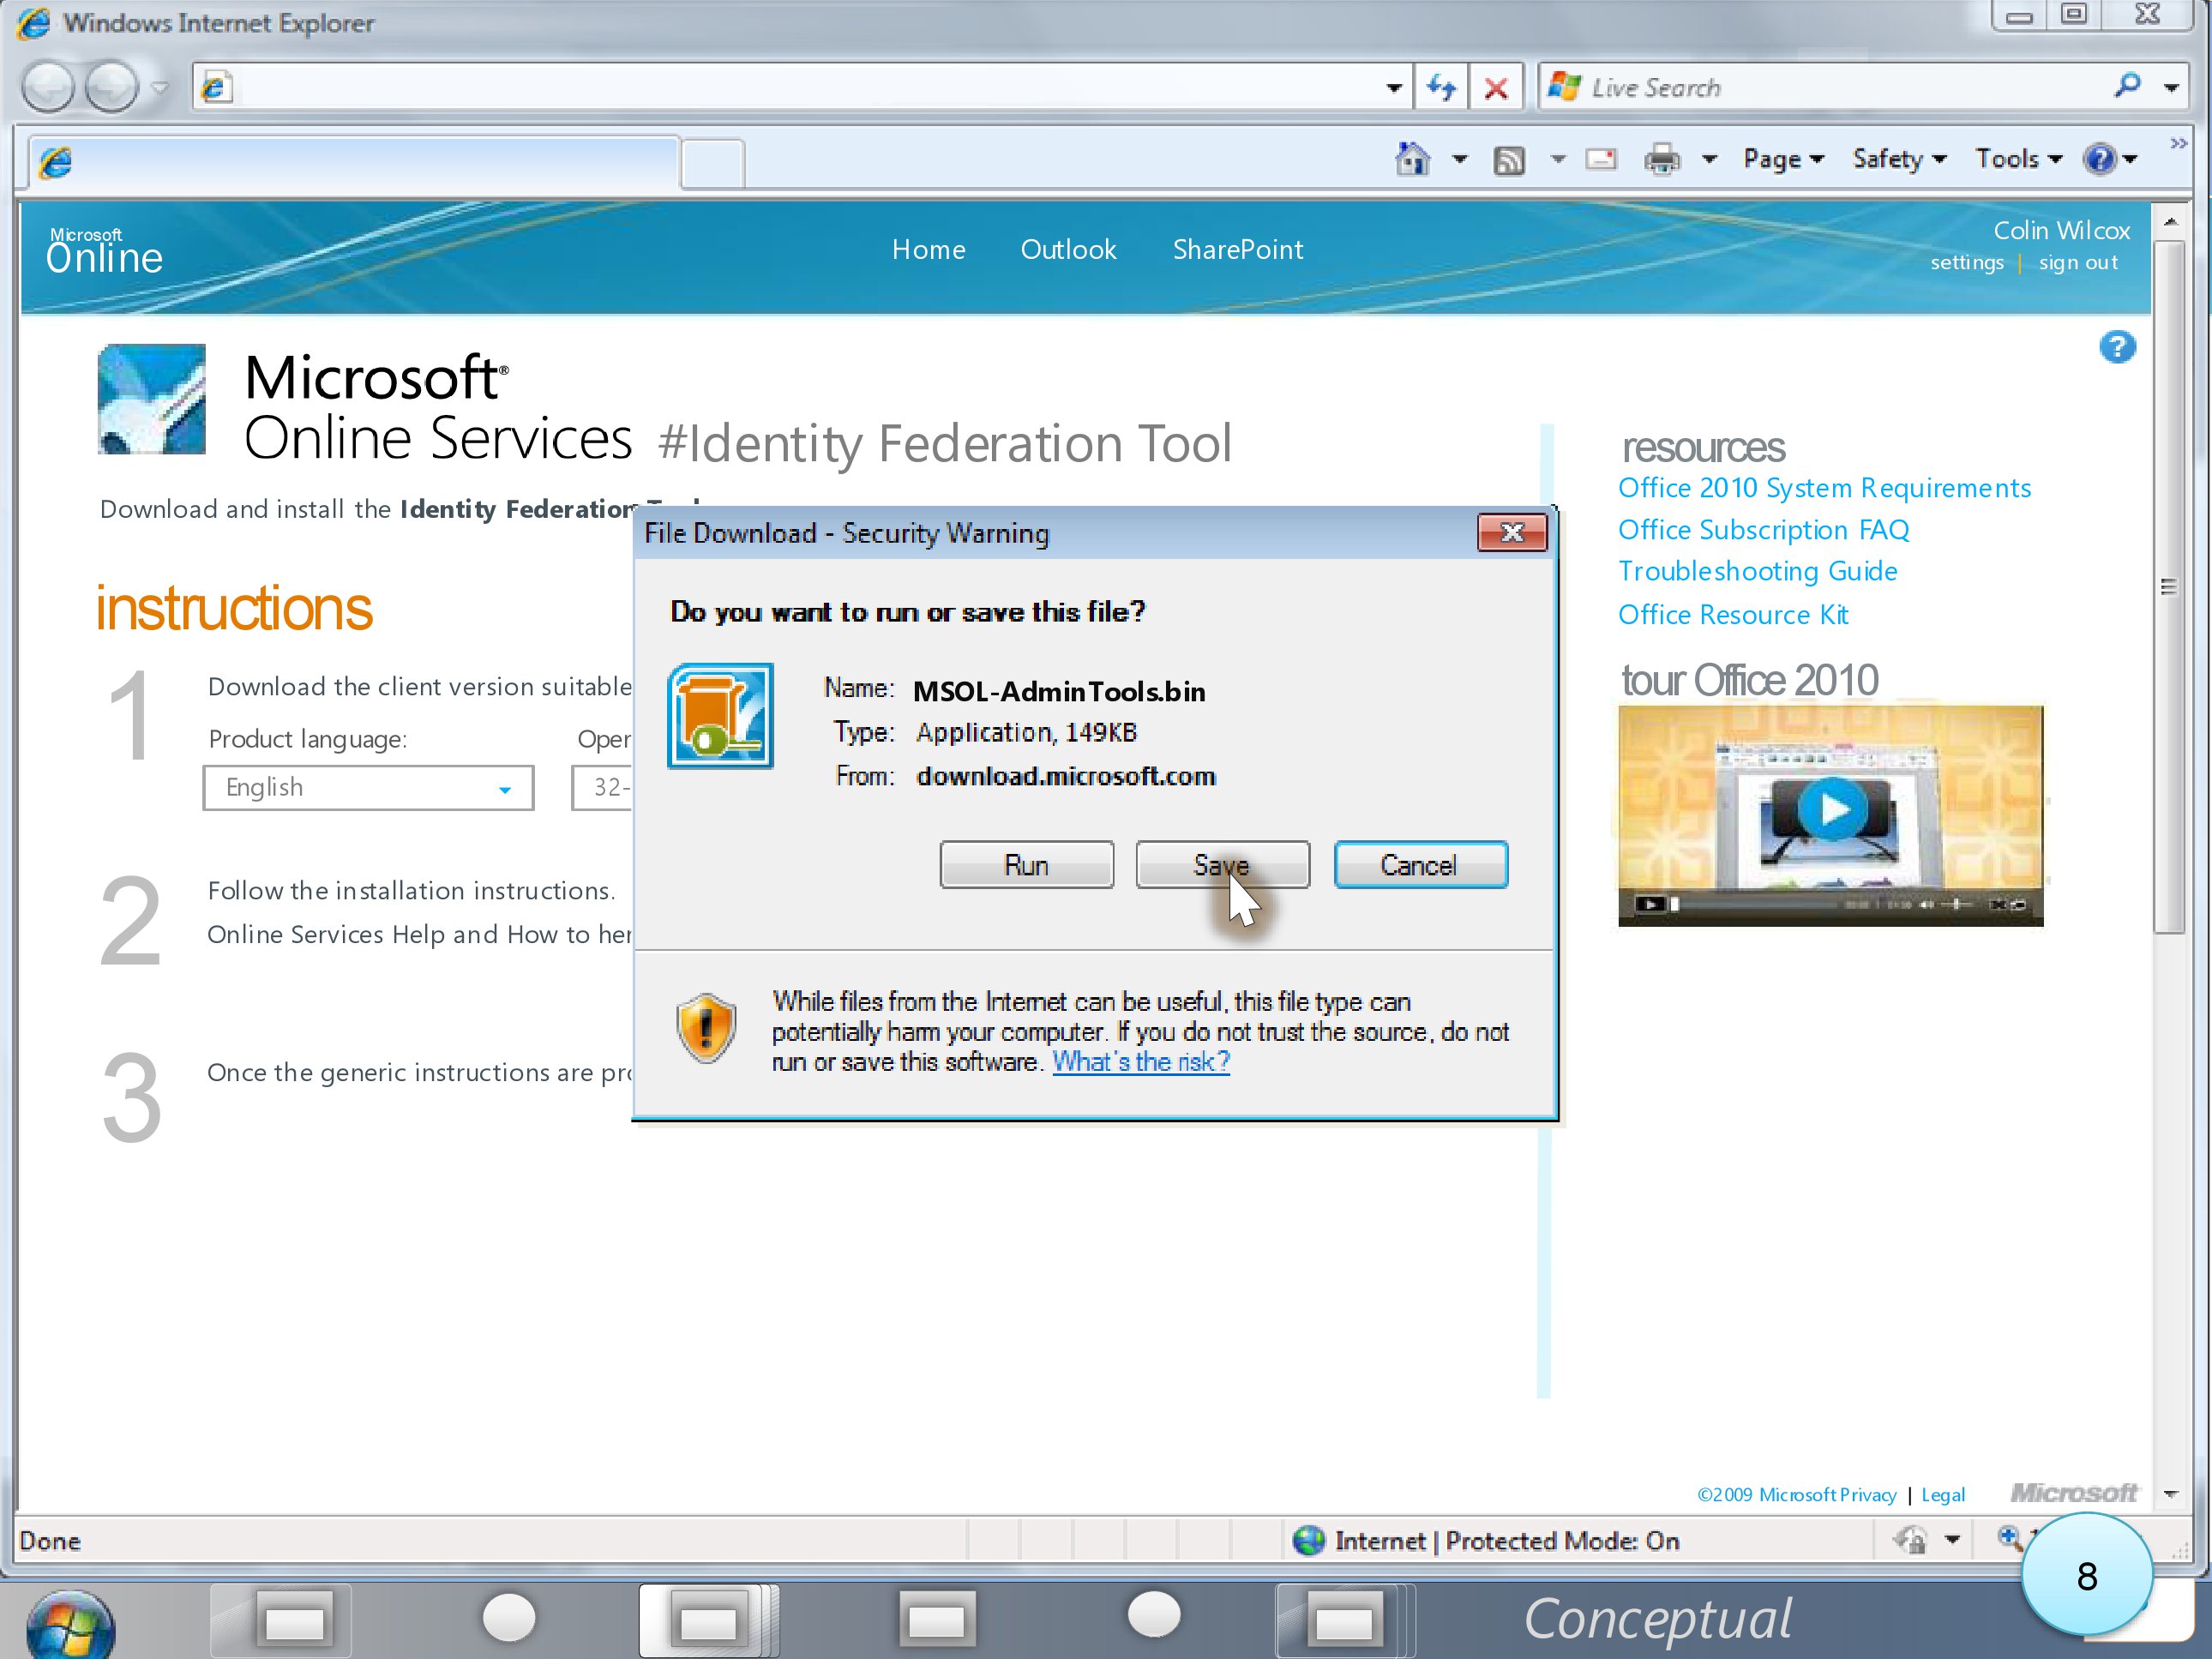 Windows Internet Explorer
Live Search
Page Safety Tools
Microsoft
Online
Home Outlook SharePoint
Colin Wilcox
settings | sign out
Microsoft®
Online Services #Identity Federation Tool
Download and install the Identity Federation Tool
instructions
1
Download the client version suitable
Product language: Oper
English 32-
2
Follow the installation instructions.
Online Services Help and How to her
3
Once the generic instructions are pro
File Download - Security Warning
Do you want to run or save this file?
Name: MSOL-AdminTools.bin
Type: Application, 149KB
From: download.microsoft.com
Run Save Cancel
While files from the Internet can be useful, this file type can
potentially harm your computer. If you do not trust the source, do not
run or save this software. What's the risk?
resources
Office 2010 System Requirements
Office Subscription FAQ
Troubleshooting Guide
Office Resource Kit
tour Office 2010
©2009 Microsoft Privacy | Legal Microsoft
Done
Internet | Protected Mode: On
Conceptual
8